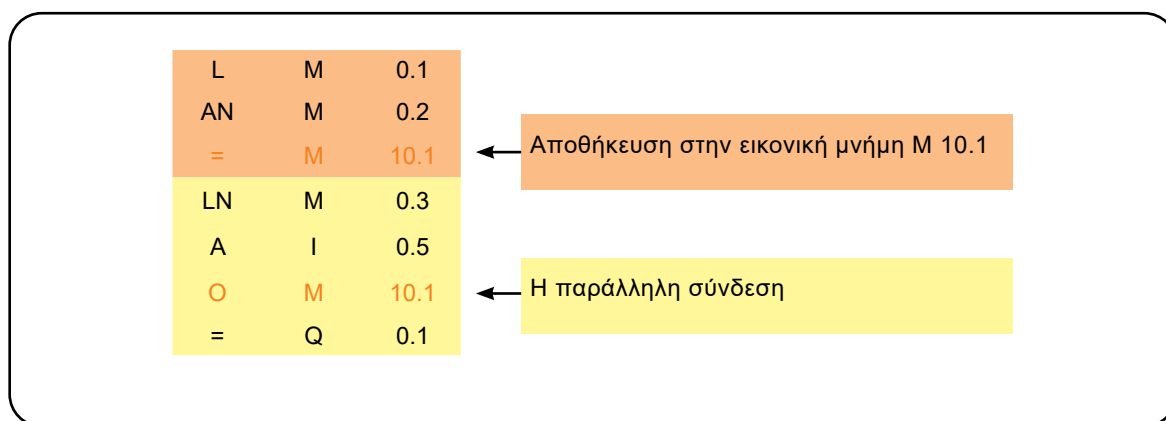 L M 0.1
AN M 0.2
= M 10.1
Αποθήκευση στην εικονική μνήμη M 10.1
LN M 0.3
A I 0.5
O M 10.1
Η παράλληλη σύνδεση
= Q 0.1